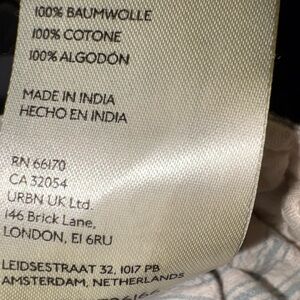 100% BAUMWOLLE
100% COTONE
100% ALGODÓN
MADE IN INDIA
HECHO EN INDIA
RN 66170
CA 32054
URBN UK Ltd.
146 Brick Lane,
LONDON, E1 6RU
LEIDSESTRAAT 32, 1017 PB
AMSTERDAM, NETHERLANDS